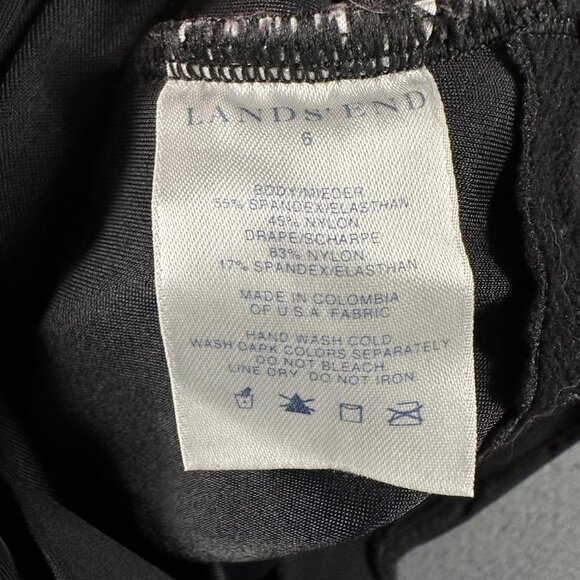 LANDS' END
6
BODY/MIEDER
55% SPANDEX/ELASTHAN
45% NYLON
DRAPE/SCHARPE
83% NYLON
17% SPANDEX/ELASTHAN
MADE IN COLOMBIA
OF U.S.A. FABRIC
HAND WASH COLD
WASH DARK COLORS SEPARATELY
DO NOT BLEACH
LINE DRY DO NOT IRON